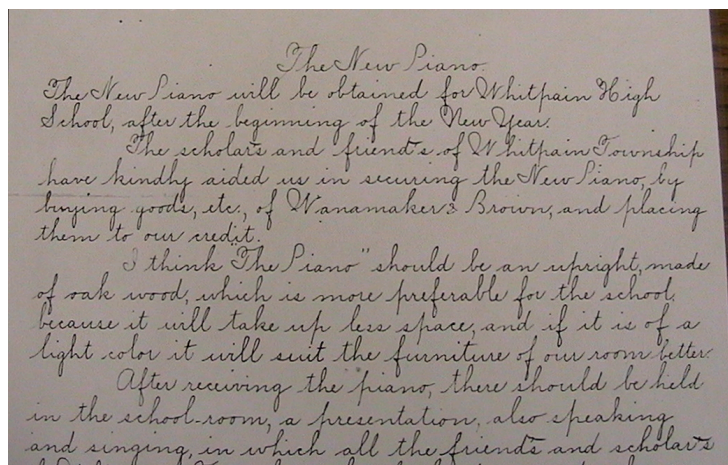 The New Piano.
The New Piano will be obtained for Whitpain High
School, after the beginning of the New Year.
The scholars and friends of Whitpain Township
have kindly aided us in securing the New Piano, by
buying goods, etc., of Wanamaker & Brown, and placing
them to our credit.
I think "The Piano" should be an upright, made
of oak wood, which is more preferable for the school,
because it will take up less space, and if it is of a
light color it will suit the furniture of our room better.
After receiving the piano, there should be held
in the school-room, a presentation, also speaking
and singing, in which all the friends and scholars